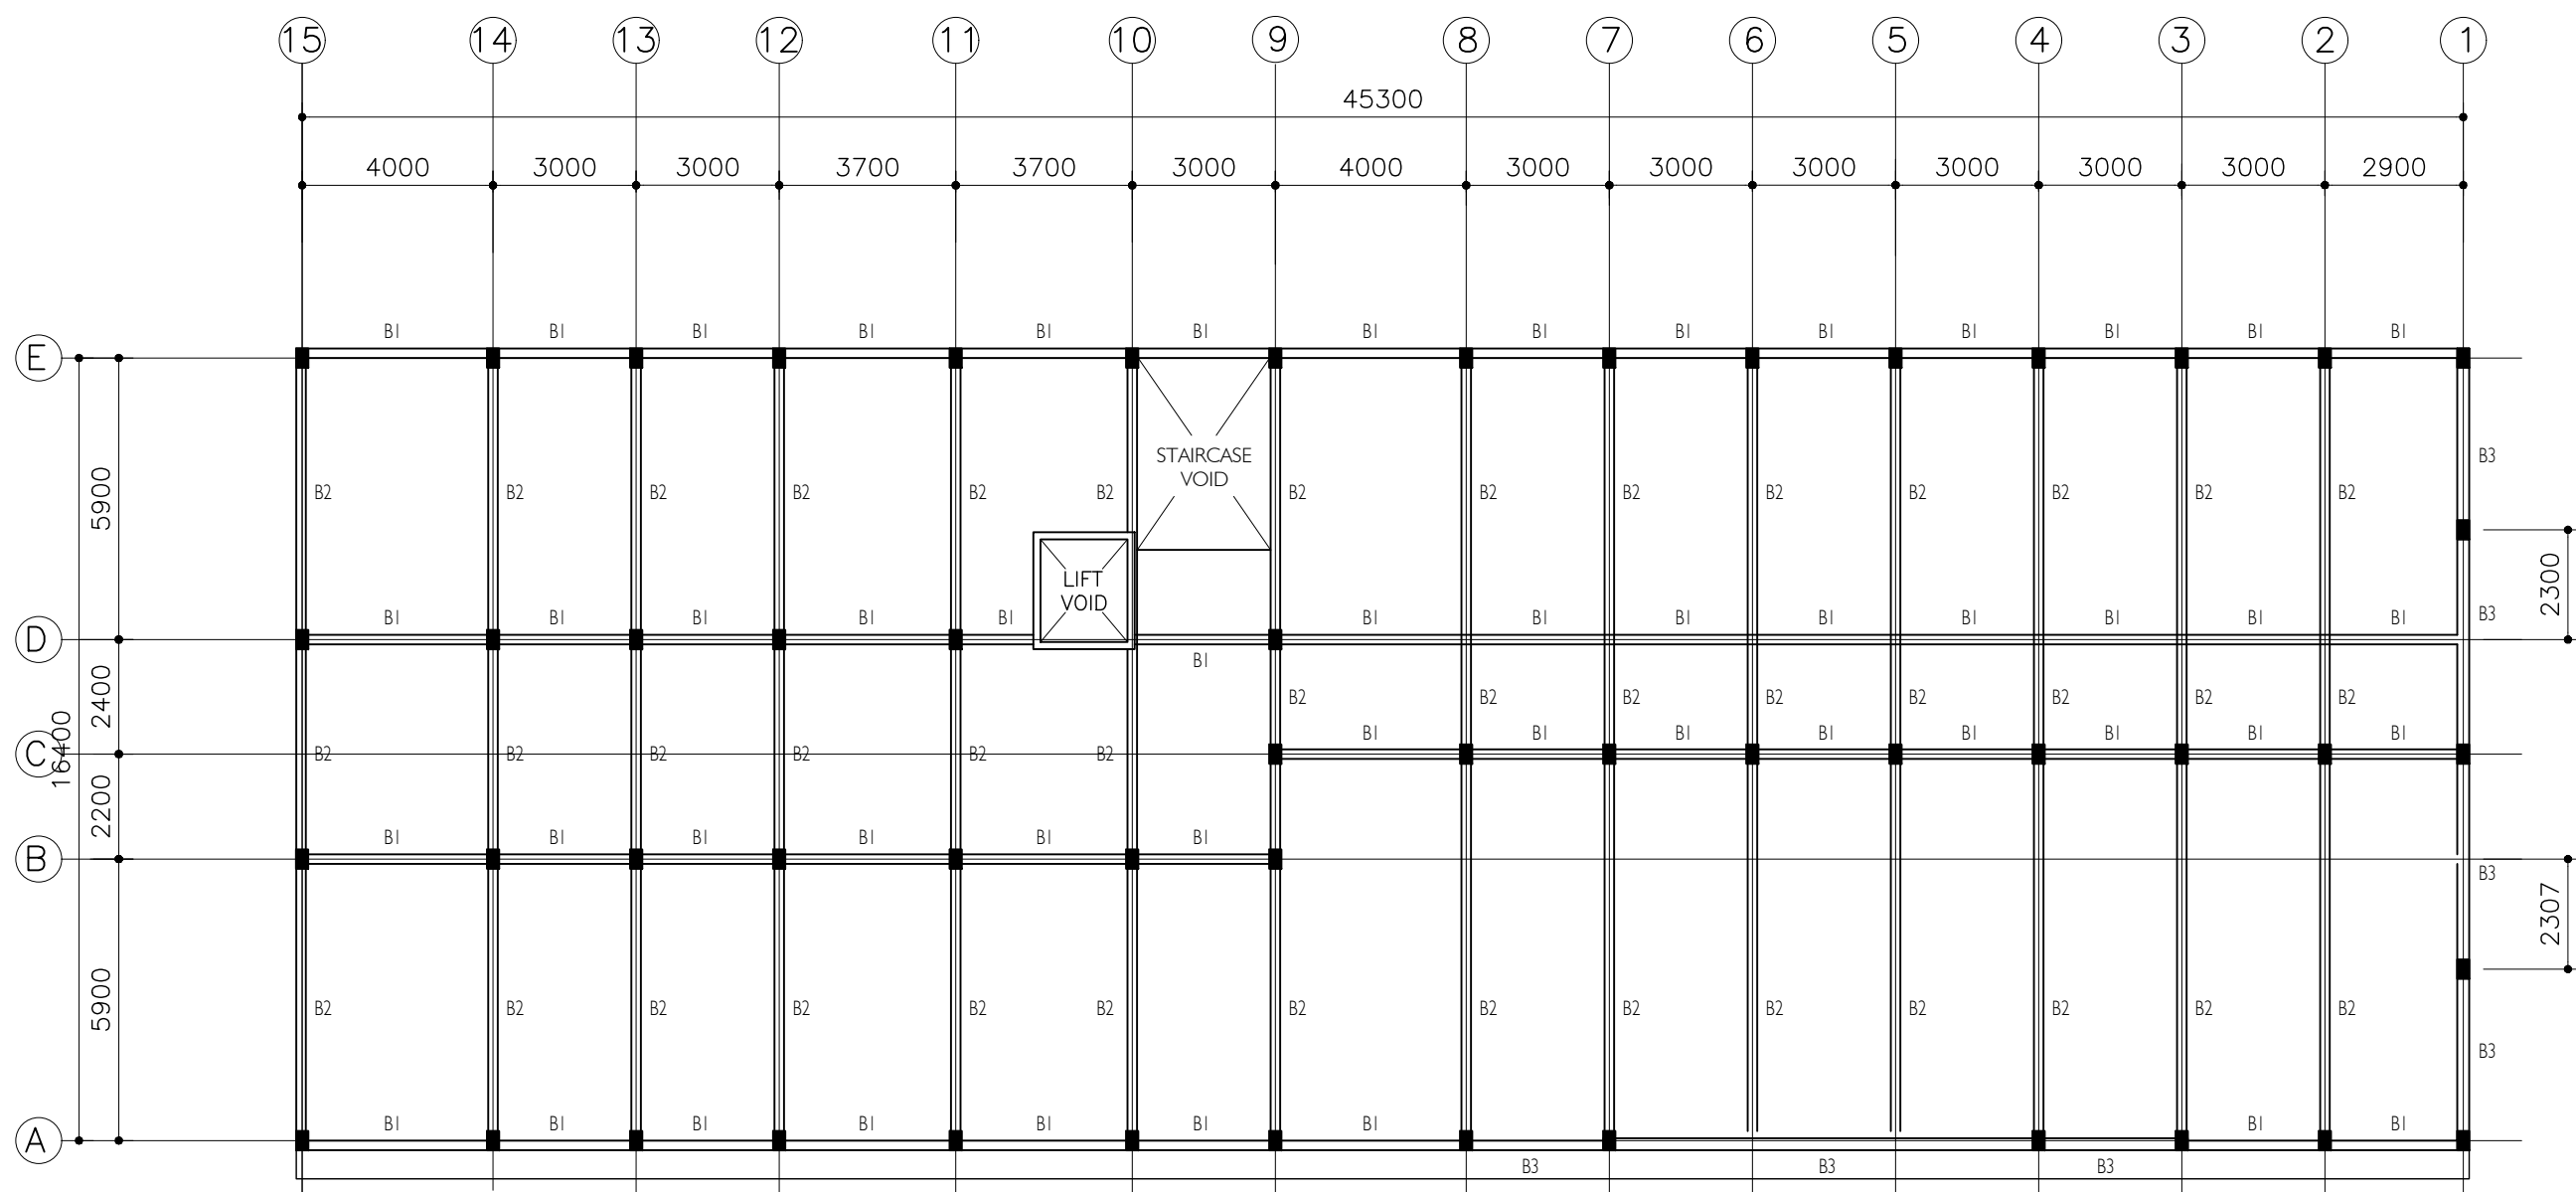 15 14 13 12 11 10 9 8 7 6 5 4 3 2 1
45300
4000 3000 3000 3700 3700 3000 4000 3000 3000 3000 3000 3000 3000 2900
B1 B1 B1 B1 B1 B1 B1 B1 B1 B1 B1 B1 B1 B1
E
STAIRCASE
VOID
B3
5900
B2 B2 B2 B2 B2 B2 B2 B2 B2 B2 B2 B2 B2 B2
LIFT
VOID
2300
B1 B1 B1 B1 B1 B1 B1 B1 B1 B1 B1 B1 B1 B3
D
B1
2400
B2 B2 B2 B2 B2 B2 B2 B2
B1 B1 B1 B1 B1 B1 B1 B1
C
16400
B2 B2 B2 B2 B2 B2
2200
B1 B1 B1 B1 B1 B1
B
B3
2307
5900
B2 B2 B2 B2 B2 B2 B2 B2 B2 B2 B2 B2 B2 B2
B3
B1 B1 B1 B1 B1 B1 B1 B1 B1
A
B3 B3 B3